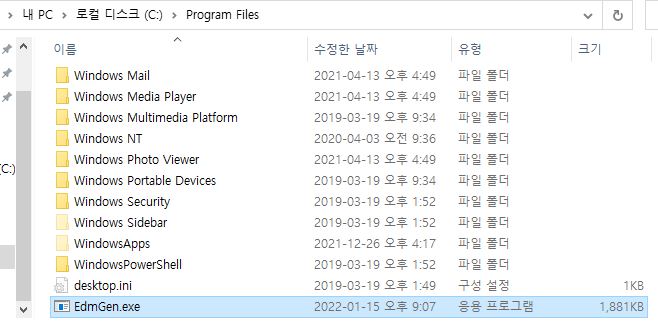 내 PC > 로컬 디스크 (C:) > Program Files
이름 수정한 날짜 유형 크기
Windows Mail 2021-04-13 오후 4:49 파일 폴더
Windows Media Player 2021-04-13 오후 4:49 파일 폴더
Windows Multimedia Platform 2019-03-19 오후 9:34 파일 폴더
Windows NT 2020-04-03 오전 9:36 파일 폴더
Windows Photo Viewer 2021-04-13 오후 4:49 파일 폴더
(C:)
Windows Portable Devices 2019-03-19 오후 9:34 파일 폴더
Windows Security 2019-03-19 오후 1:52 파일 폴더
Windows Sidebar 2019-03-19 오후 1:52 파일 폴더
WindowsApps 2021-12-26 오후 4:17 파일 폴더
WindowsPowerShell 2019-03-19 오후 1:52 파일 폴더
desktop.ini 2019-03-19 오후 1:49 구성 설정 1KB
EdmGen.exe 2022-01-15 오후 9:07 응용 프로그램 1,881KB